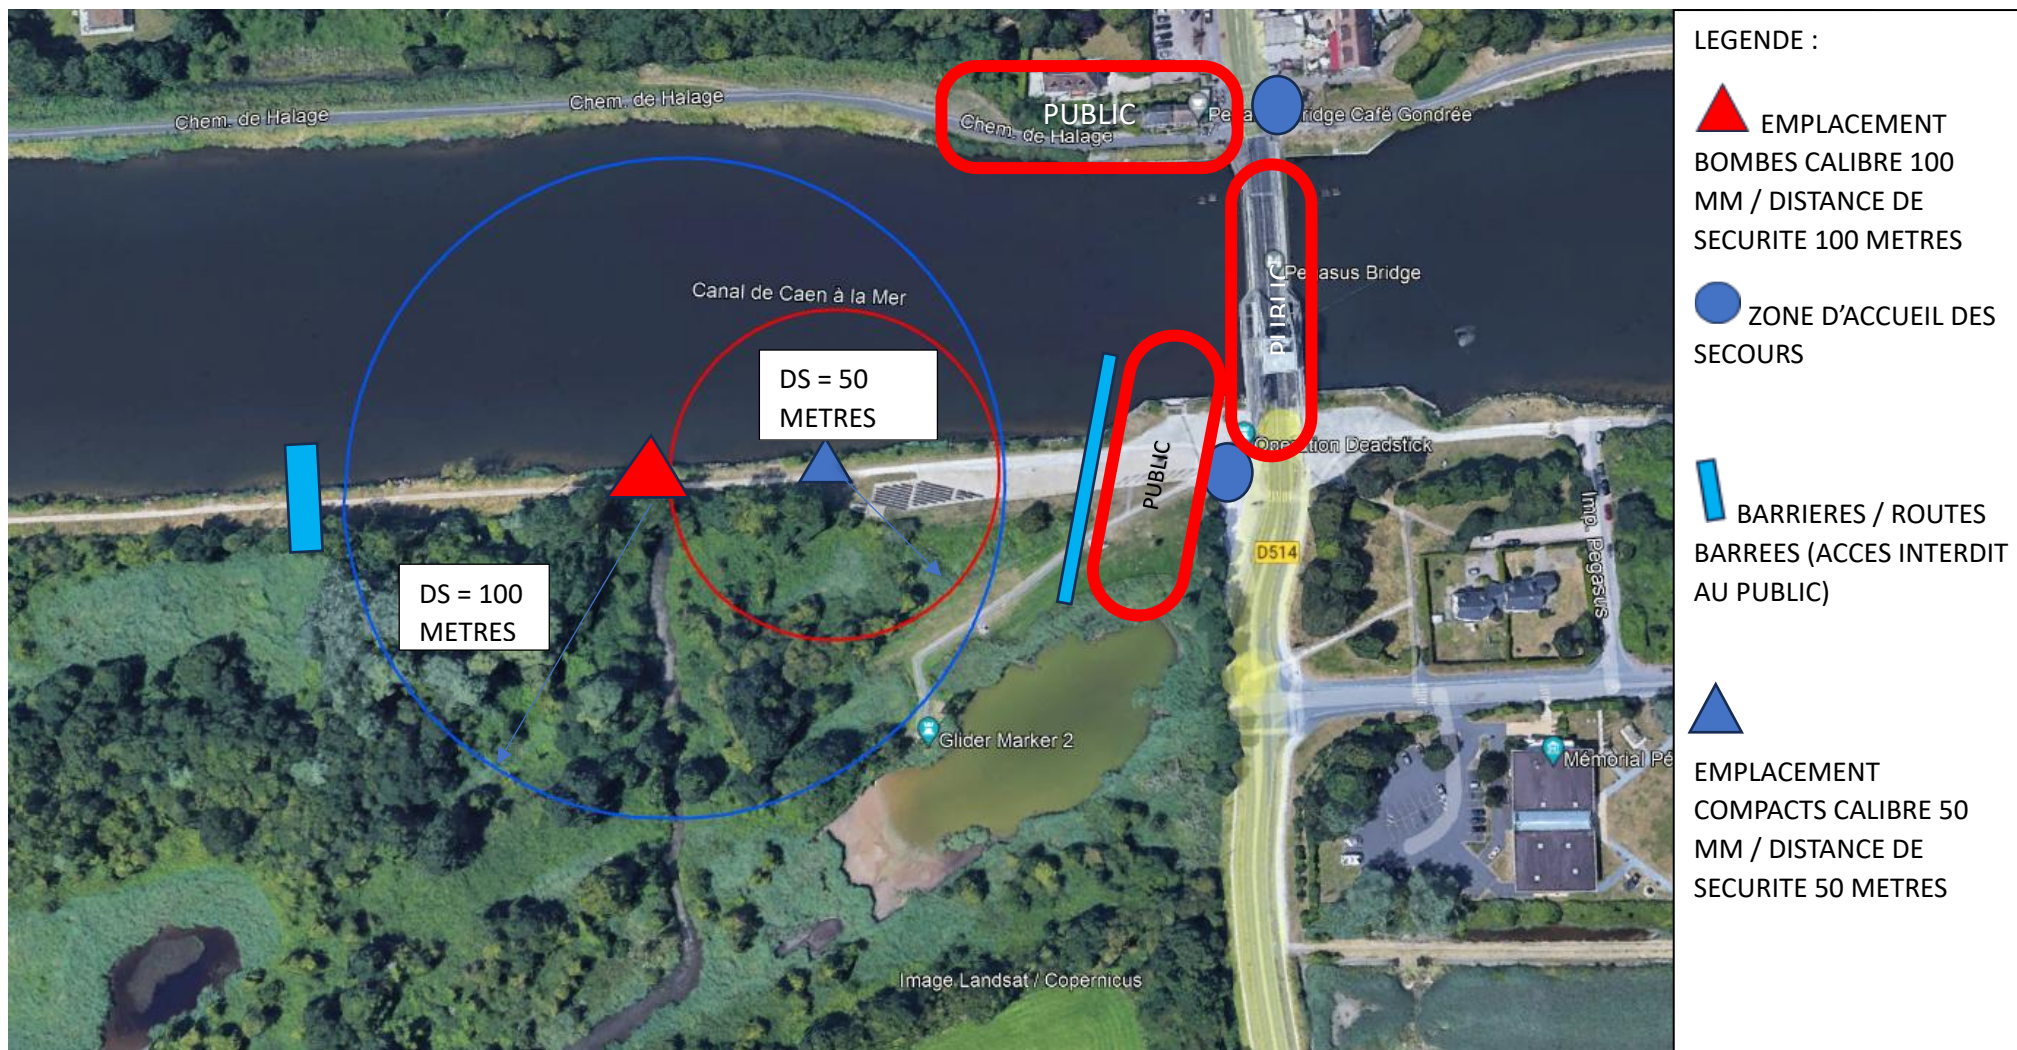 Chem. de Halage
Chem. de Halage
PUBLIC
Chem. de Halage
Bridge Café Gondrée
Canal de Caen à la Mer
Pegasus Bridge
PUBLIC
DS = 50
METRES
PUBLIC
Operation Deadstick
D514
Imp. Pegasus
DS = 100
METRES
Glider Marker 2
Mémorial Pé
Image Landsat / Copernicus
LEGENDE :
EMPLACEMENT
BOMBES CALIBRE 100
MM / DISTANCE DE
SECURITE 100 METRES
ZONE D'ACCUEIL DES
SECOURS
BARRIERES / ROUTES
BARREES (ACCES INTERDIT
AU PUBLIC)
EMPLACEMENT
COMPACTS CALIBRE 50
MM / DISTANCE DE
SECURITE 50 METRES